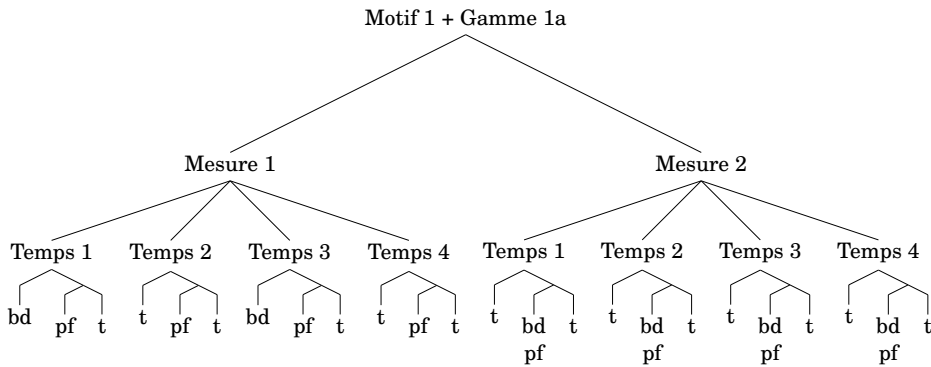 Motif 1 + Gamme 1a
Mesure 1 Mesure 2
Temps 1 Temps 2 Temps 3 Temps 4 Temps 1 Temps 2 Temps 3 Temps 4
bd pf t t pf t bd pf t t pf t t bd t t bd t t bd t t bd t
pf pf pf pf